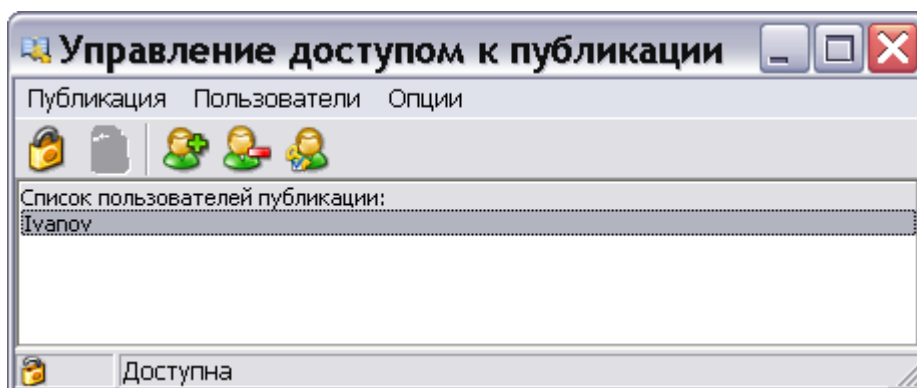 Управление доступом к публикации
Публикация Пользователи Опции
Список пользователей публикации:
Ivanov
Доступна